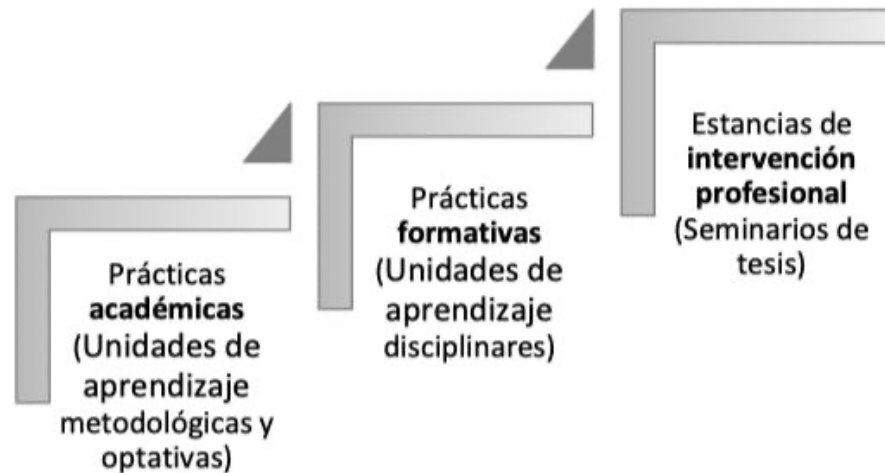 Prácticas
académicas
(Unidades de
aprendizaje
metodológicas y
optativas)
Prácticas
formativas
(Unidades de
aprendizaje
disciplinares)
Estancias de
intervención
profesional
(Seminarios de
tesis)